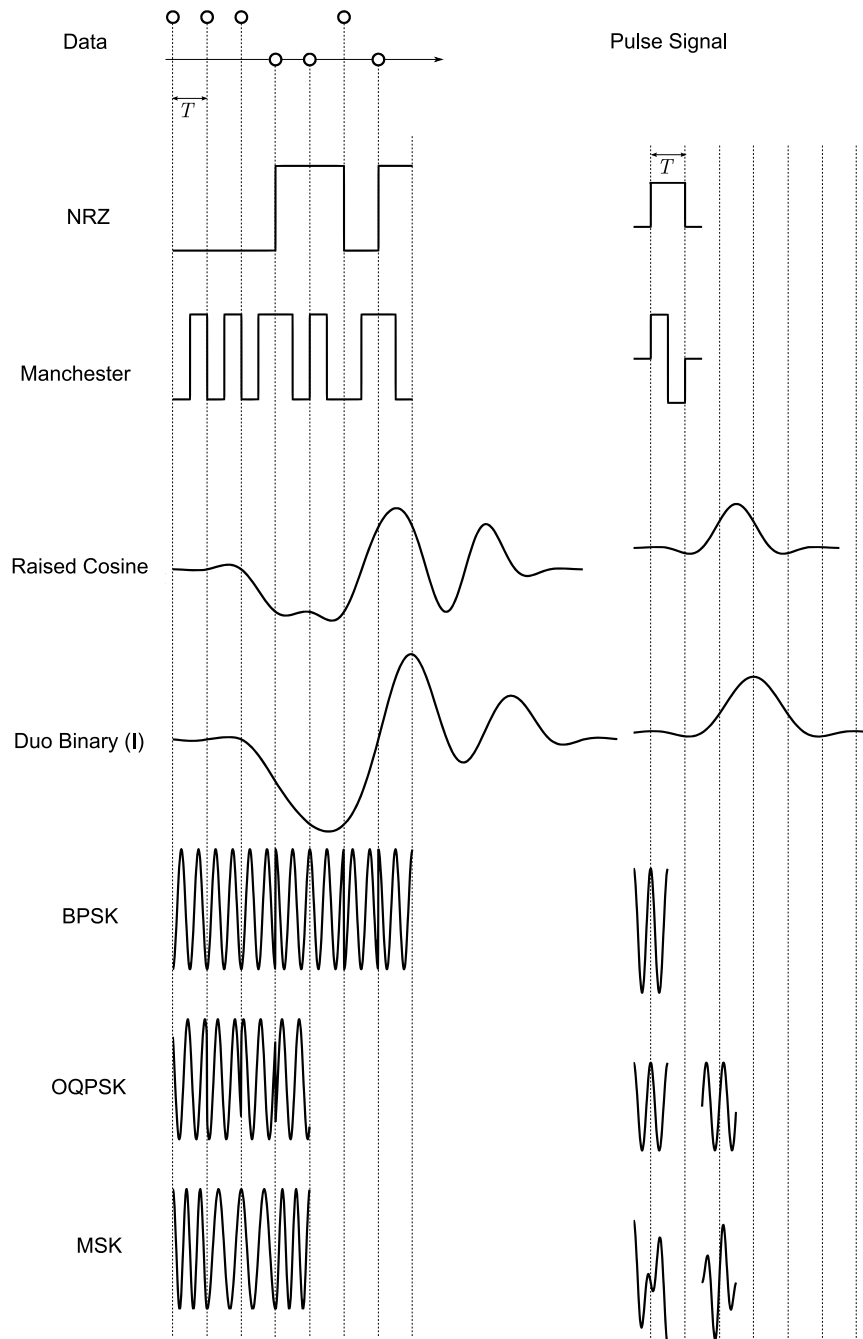 Data
Pulse Signal
T
T
NRZ
Manchester
Raised Cosine
Duo Binary (I)
BPSK
OQPSK
MSK